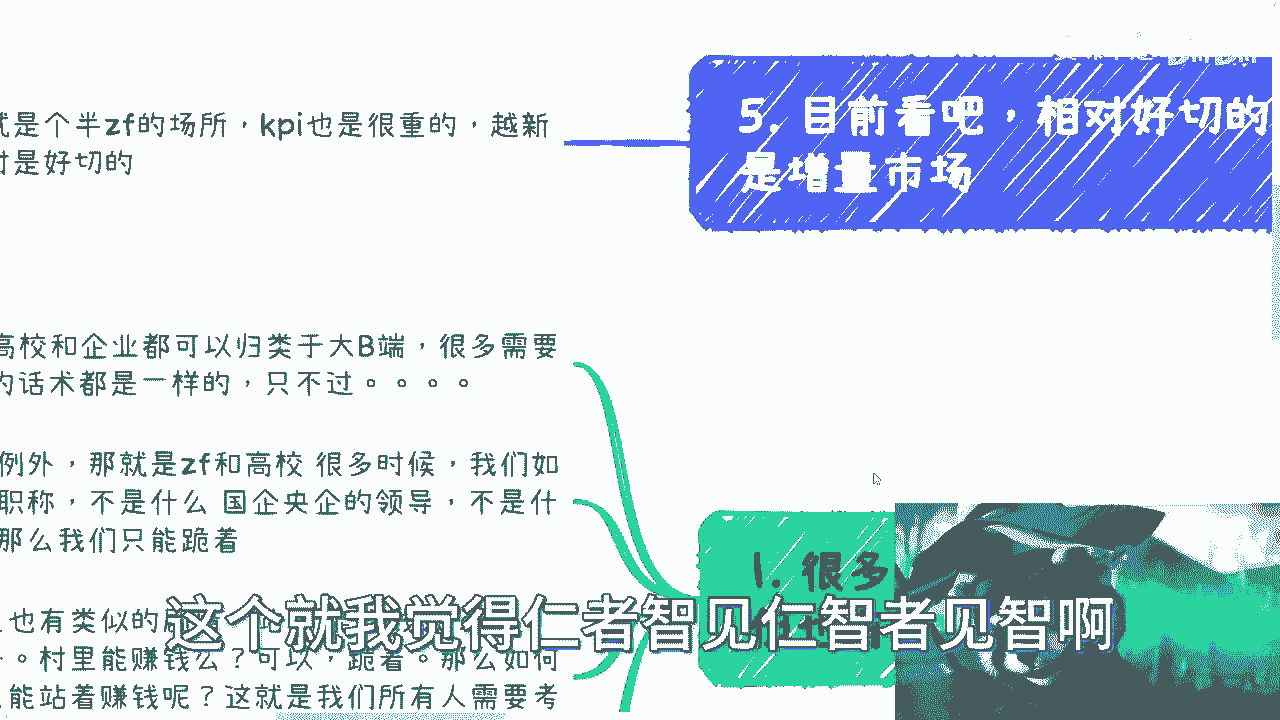 是个半zf的场所，kpi也是很重的，越新
是好切的
5. 目前看吧，相对好切的
是增量市场
高校和企业都可以归类于大B端，很多需要
的话术都是一样的，只不过。。。。
例外，那就是zf和高校 很多时候，我们如
职称，不是什么 国企央企的领导，不是什
那么我们只能跪着
1. 很多
也有类似的
。村里能赚钱么？可以，跪着。那么如何
能站着赚钱呢？这就是我们所有人需要考
这个就我觉得仁者智见仁智者见智啊